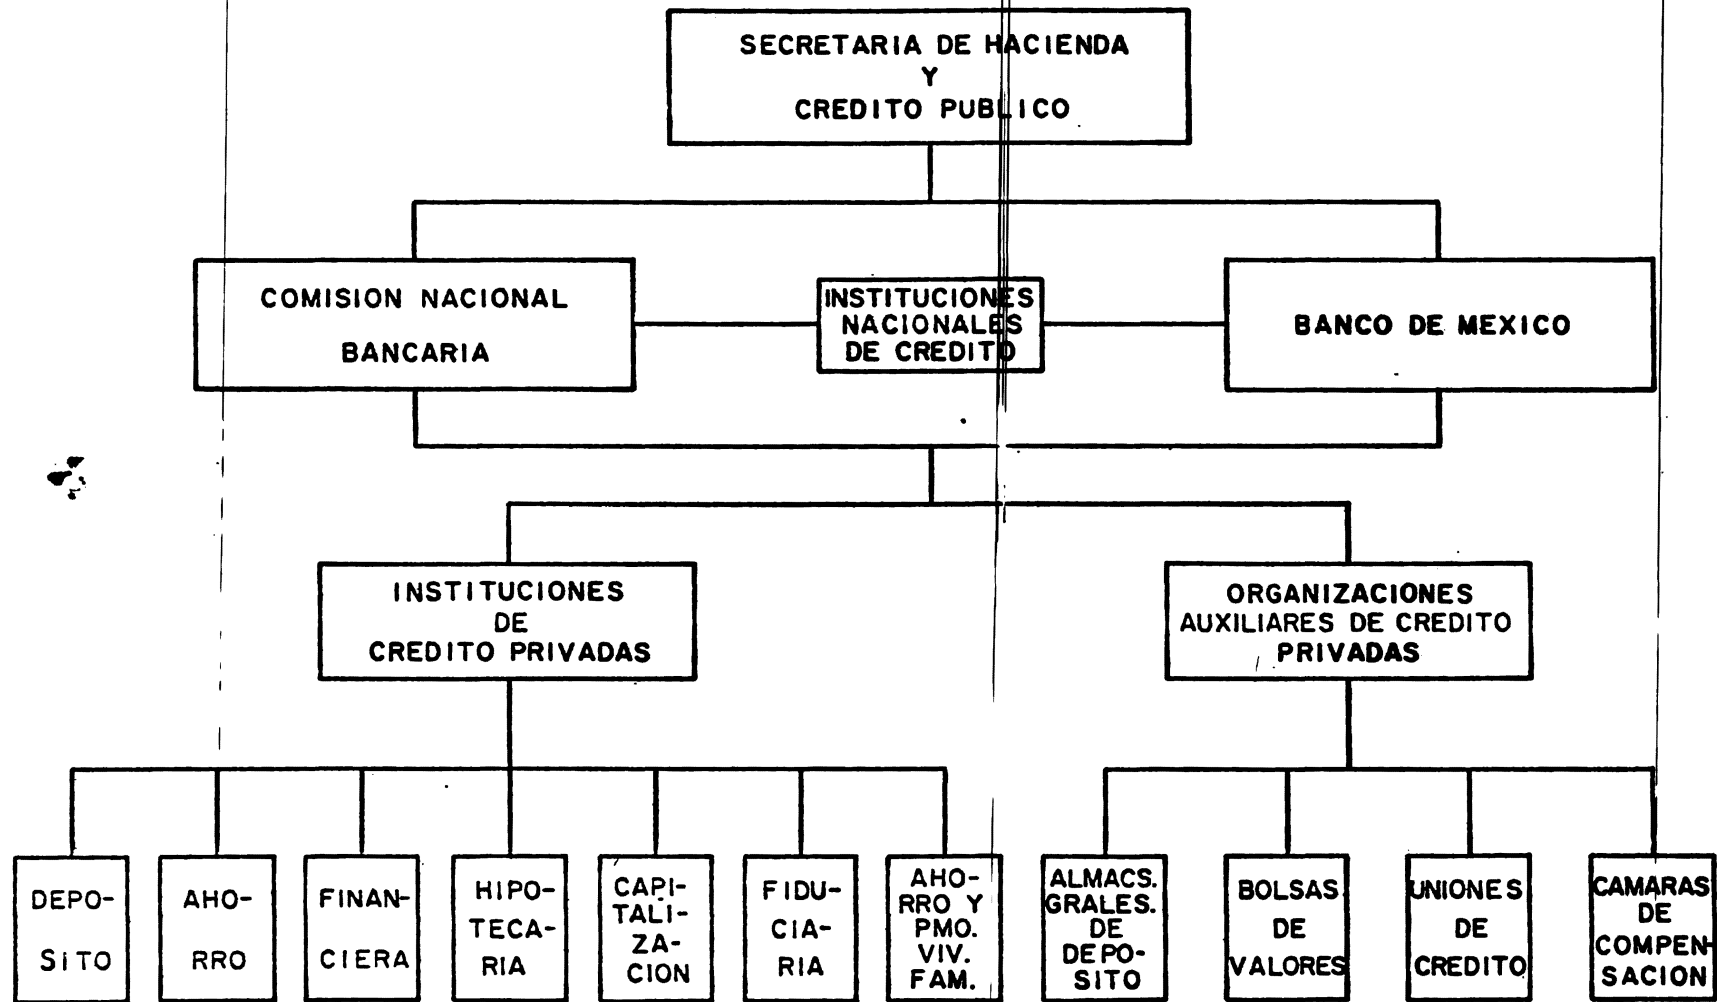 SECRETARIA DE HACIENDA
Y
CREDITO PUBLICO
COMISION NACIONAL
BANCARIA
INSTITUCIONES
NACIONALES
DE CREDITO
BANCO DE MEXICO
INSTITUCIONES
DE
CREDITO PRIVADAS
ORGANIZACIONES
AUXILIARES DE CREDITO
PRIVADAS
DEPO-
SITO
AHO-
RRO
FINAN-
CIERA
HIPO-
TECA-
RIA
CAPI-
TALI-
ZA-
CION
FIDU-
CIA-
RIA
AHO-
RRO Y
PMO.
VIV.
FAM.
ALMACS.
GRALES.
DE
DEPO-
SITO
BOLSAS
DE
VALORES
UNIONES
DE
CREDITO
CAMARAS
DE
COMPEN-
SACION